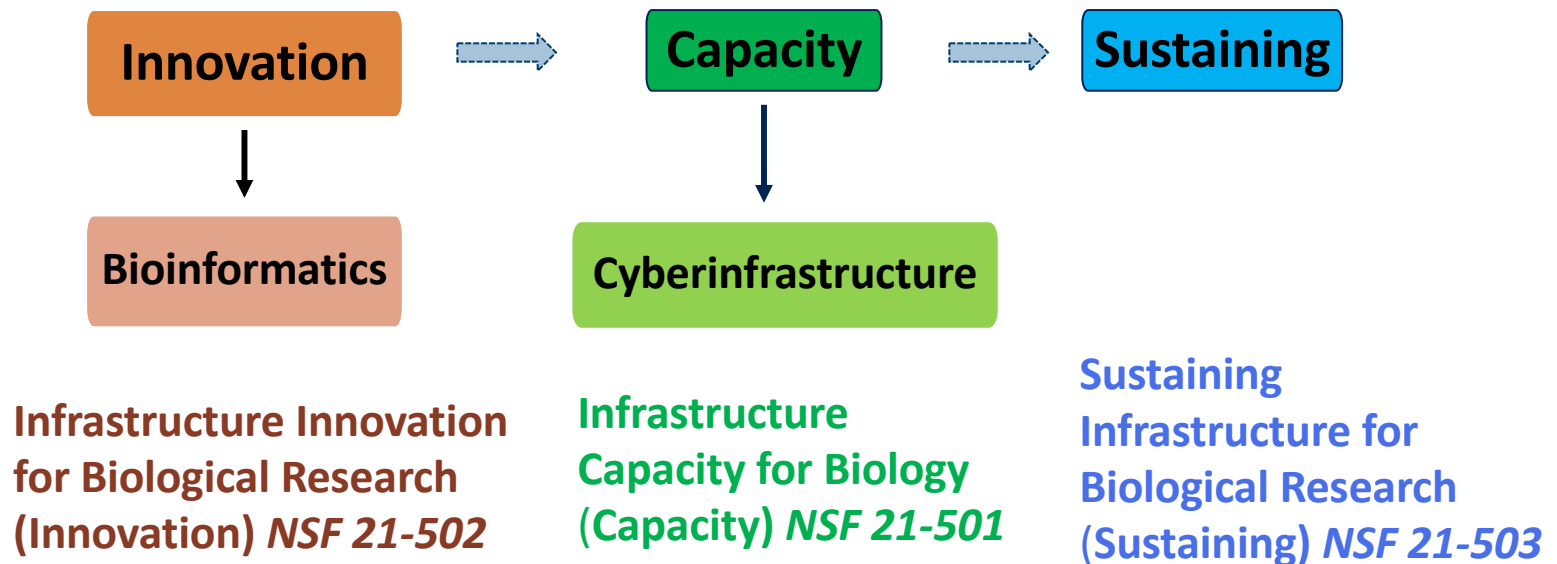 Innovation
Capacity
Sustaining
Bioinformatics
Cyberinfrastructure
Infrastructure Innovation
for Biological Research
(Innovation) NSF 21-502
Infrastructure
Capacity for Biology
(Capacity) NSF 21-501
Sustaining
Infrastructure for
Biological Research
(Sustaining) NSF 21-503